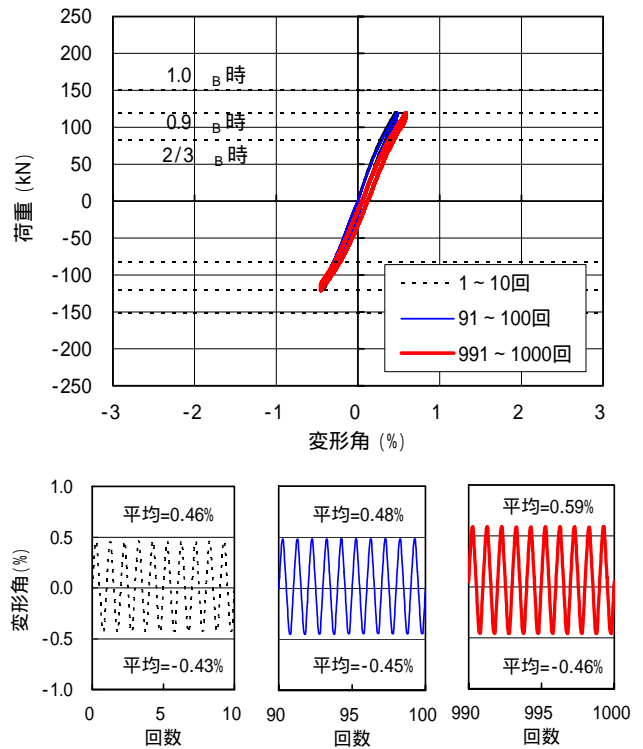 250
200
150
100
50
0
-50
-100
-150
-200
-250
荷重 (kN)
1.0 B 時
0.9 B 時
2/3 B 時
1~10回
91~100回
991~1000回
-3 -2 -1 0 1 2 3
変形角 (%)
1.0
0.5
0.0
-0.5
-1.0
変形角(%)
平均=0.46%
平均=-0.43%
0 5 10
回数
平均=0.48%
平均=-0.45%
90 95 100
回数
平均=0.59%
平均=-0.46%
990 995 1000
回数